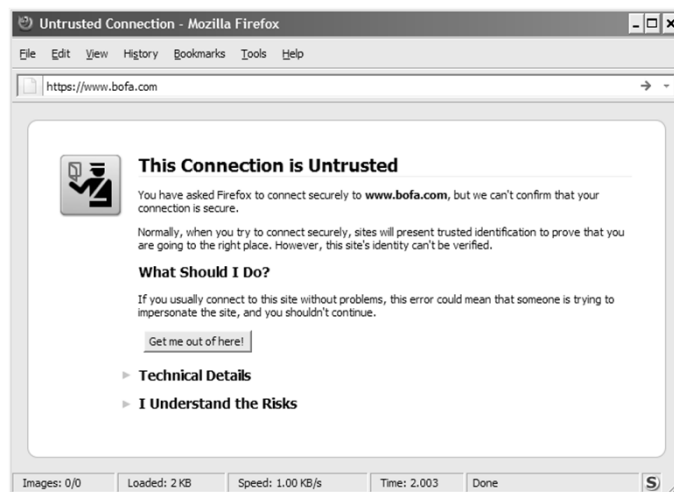 Untrusted Connection - Mozilla Firefox
File Edit View History Bookmarks Tools Help
https://www.bofa.com
This Connection is Untrusted
You have asked Firefox to connect securely to www.bofa.com, but we can't confirm that your
connection is secure.
Normally, when you try to connect securely, sites will present trusted identification to prove that you
are going to the right place. However, this site's identity can't be verified.
What Should I Do?
If you usually connect to this site without problems, this error could mean that someone is trying to
impersonate the site, and you shouldn't continue.
Get me out of here!
Technical Details
I Understand the Risks
Images: 0/0 Loaded: 2 KB Speed: 1.00 KB/s Time: 2.003 Done S